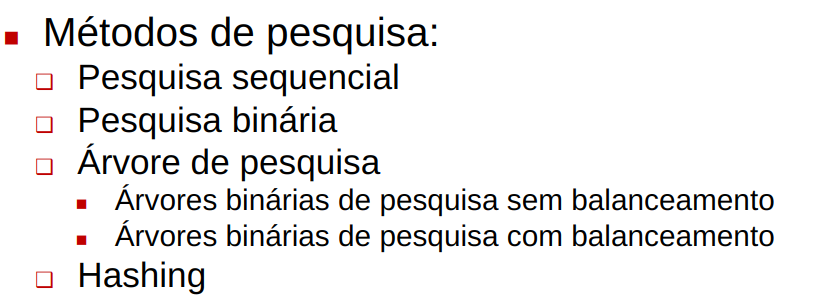 Métodos de pesquisa:
Pesquisa sequencial
Pesquisa binária
Árvore de pesquisa
Árvores binárias de pesquisa sem balanceamento
Árvores binárias de pesquisa com balanceamento
Hashing